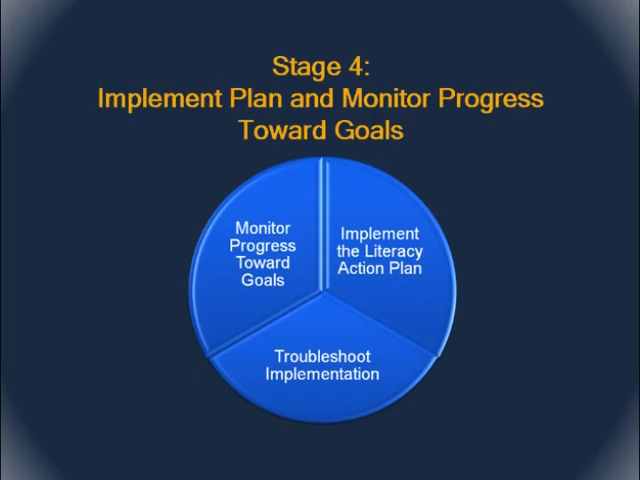 Stage 4:
Implement Plan and Monitor Progress
Toward Goals
Monitor
Progress
Toward
Goals
Implement
the Literacy
Action Plan
Troubleshoot
Implementation